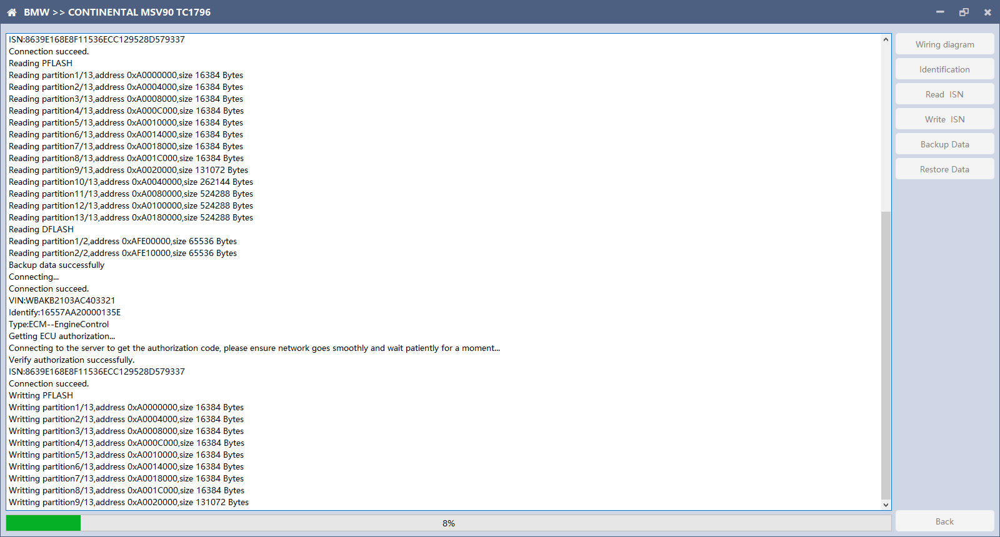 BMW >> CONTINENTAL MSV90 TC1796
ISN:8639E168E8F11536ECC129528D579337
Connection succeed.
Reading PFLASH
Reading partition1/13,address 0xA0000000,size 16384 Bytes
Reading partition2/13,address 0xA0004000,size 16384 Bytes
Reading partition3/13,address 0xA0008000,size 16384 Bytes
Reading partition4/13,address 0xA000C000,size 16384 Bytes
Reading partition5/13,address 0xA0010000,size 16384 Bytes
Reading partition6/13,address 0xA0014000,size 16384 Bytes
Reading partition7/13,address 0xA0018000,size 16384 Bytes
Reading partition8/13,address 0xA001C000,size 16384 Bytes
Reading partition9/13,address 0xA0020000,size 131072 Bytes
Reading partition10/13,address 0xA0040000,size 262144 Bytes
Reading partition11/13,address 0xA0080000,size 524288 Bytes
Reading partition12/13,address 0xA0100000,size 524288 Bytes
Reading partition13/13,address 0xA0180000,size 524288 Bytes
Reading DFLASH
Reading partition1/2,address 0xAFE00000,size 65536 Bytes
Reading partition2/2,address 0xAFE10000,size 65536 Bytes
Backup data successfully
Connecting...
Connection succeed.
VIN:WBAKB2103AC403321
Identify:16557AA20000135E
Type:ECM--EngineControl
Getting ECU authorization...
Connecting to the server to get the authorization code, please ensure network goes smoothly and wait patiently for a moment...
Verify authorization successfully.
ISN:8639E168E8F11536ECC129528D579337
Connection succeed.
Writting PFLASH
Writting partition1/13,address 0xA0000000,size 16384 Bytes
Writting partition2/13,address 0xA0004000,size 16384 Bytes
Writting partition3/13,address 0xA0008000,size 16384 Bytes
Writting partition4/13,address 0xA000C000,size 16384 Bytes
Writting partition5/13,address 0xA0010000,size 16384 Bytes
Writting partition6/13,address 0xA0014000,size 16384 Bytes
Writting partition7/13,address 0xA0018000,size 16384 Bytes
Writting partition8/13,address 0xA001C000,size 16384 Bytes
Writting partition9/13,address 0xA0020000,size 131072 Bytes
8%
Wiring diagram
Identification
Read ISN
Write ISN
Backup Data
Restore Data
Back